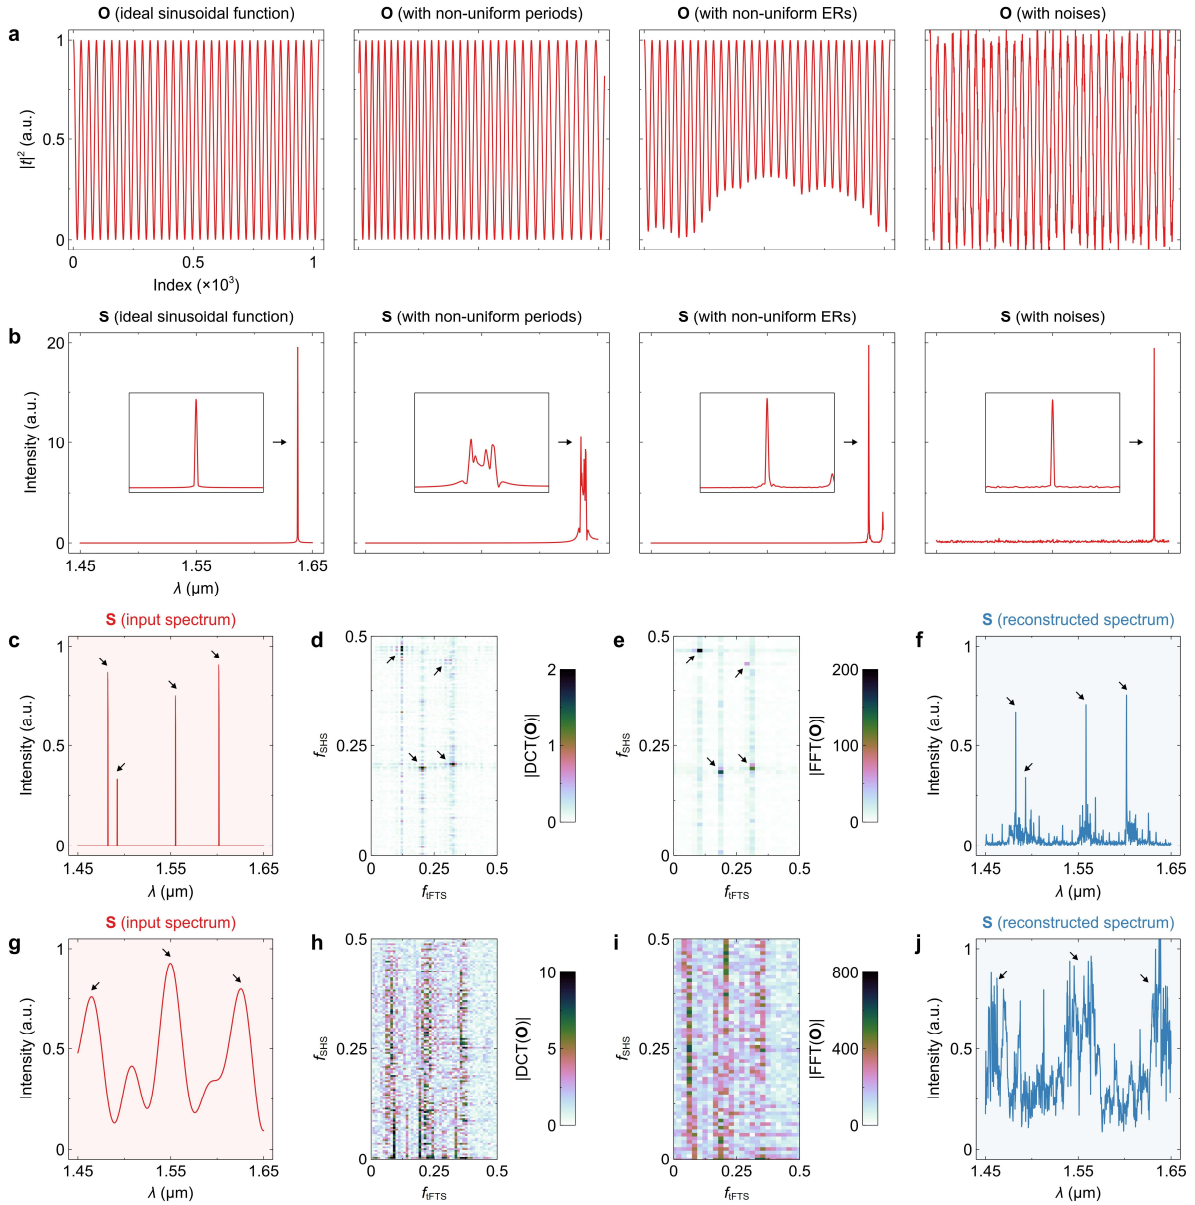 a
O (ideal sinusoidal function)
O (with non-uniform periods)
O (with non-uniform ERs)
O (with noises)
|t|² (a.u.)
1
0.5
0
0
0.5
1
Index (×10³)
b
S (ideal sinusoidal function)
S (with non-uniform periods)
S (with non-uniform ERs)
S (with noises)
Intensity (a.u.)
20
10
0
1.45
1.55
1.65
λ (μm)
c
S (input spectrum)
Intensity (a.u.)
1
0.5
0
1.45
1.55
1.65
λ (μm)
d
f_SHS
0.5
0.25
0
0
0.25
0.5
f_tFTS
2
1
0
|DCT(O)|
e
f_SHS
0.5
0.25
0
0
0.25
0.5
f_tFTS
200
100
0
|FFT(O)|
f
S (reconstructed spectrum)
Intensity (a.u.)
1
0.5
0
1.45
1.55
1.65
λ (μm)
g
S (input spectrum)
Intensity (a.u.)
1
0.5
0
1.45
1.55
1.65
λ (μm)
h
f_SHS
0.5
0.25
0
0
0.25
0.5
f_tFTS
10
5
0
|DCT(O)|
i
f_SHS
0.5
0.25
0
0
0.25
0.5
f_tFTS
800
400
0
|FFT(O)|
j
S (reconstructed spectrum)
Intensity (a.u.)
1
0.5
0
1.45
1.55
1.65
λ (μm)